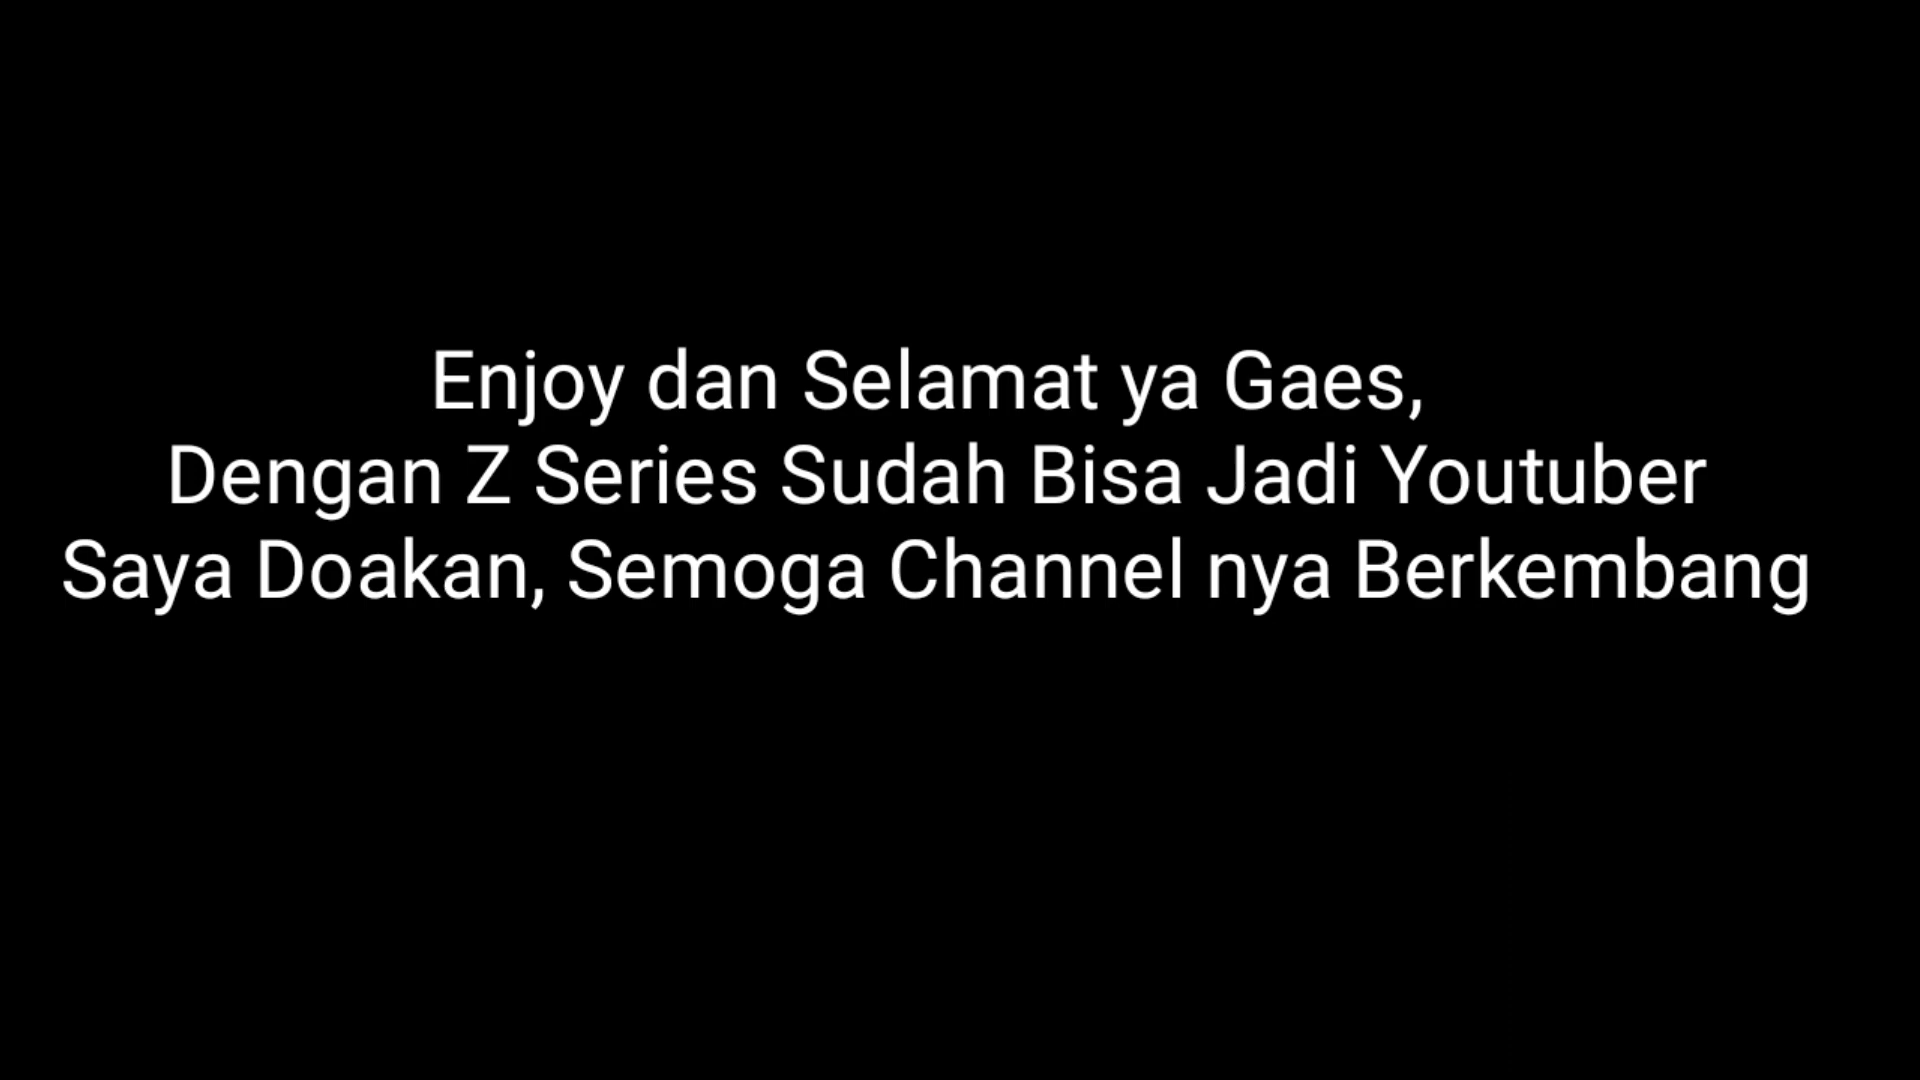 Enjoy dan Selamat ya Gaes,
Dengan Z Series Sudah Bisa Jadi Youtuber
Saya Doakan, Semoga Channel nya Berkembang